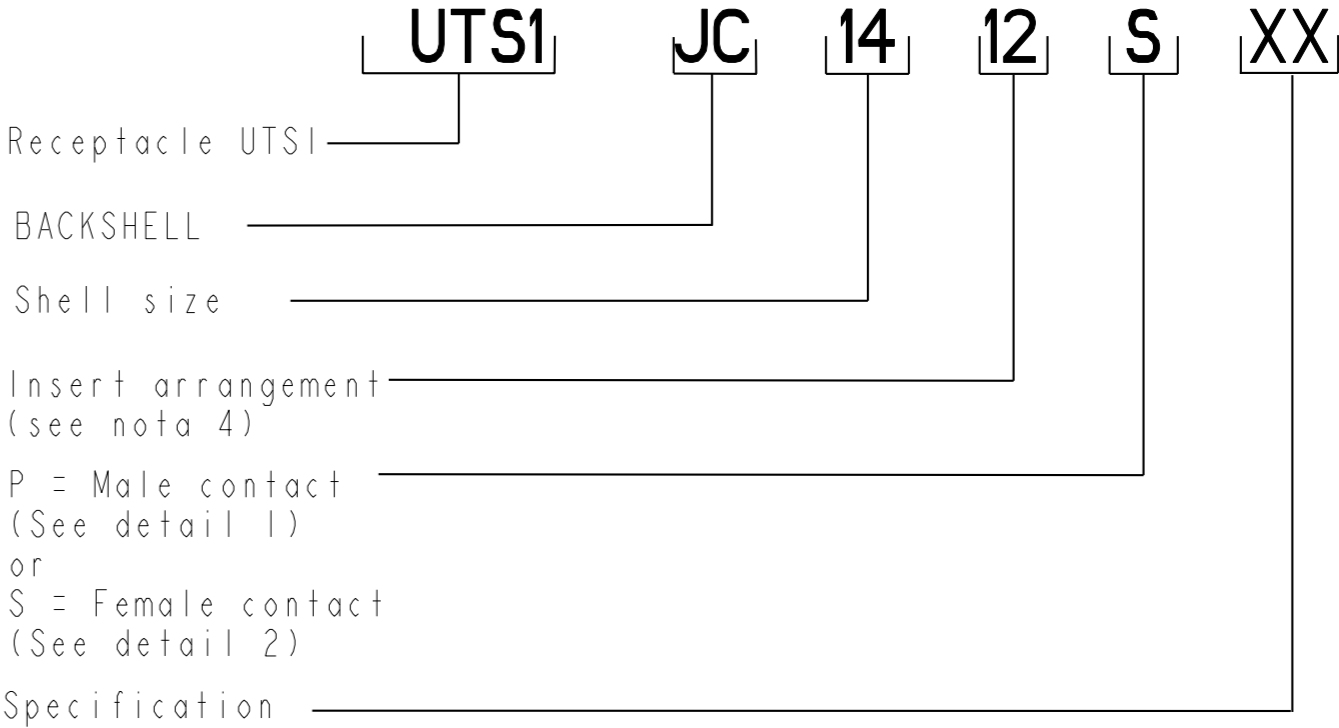 UTS1 JC 14 12 S XX
Receptacle UTS1
BACKSHELL
Shell size
Insert arrangement
(see nota 4)
P = Male contact
(See detail 1)
or
S = Female contact
(See detail 2)
Specification